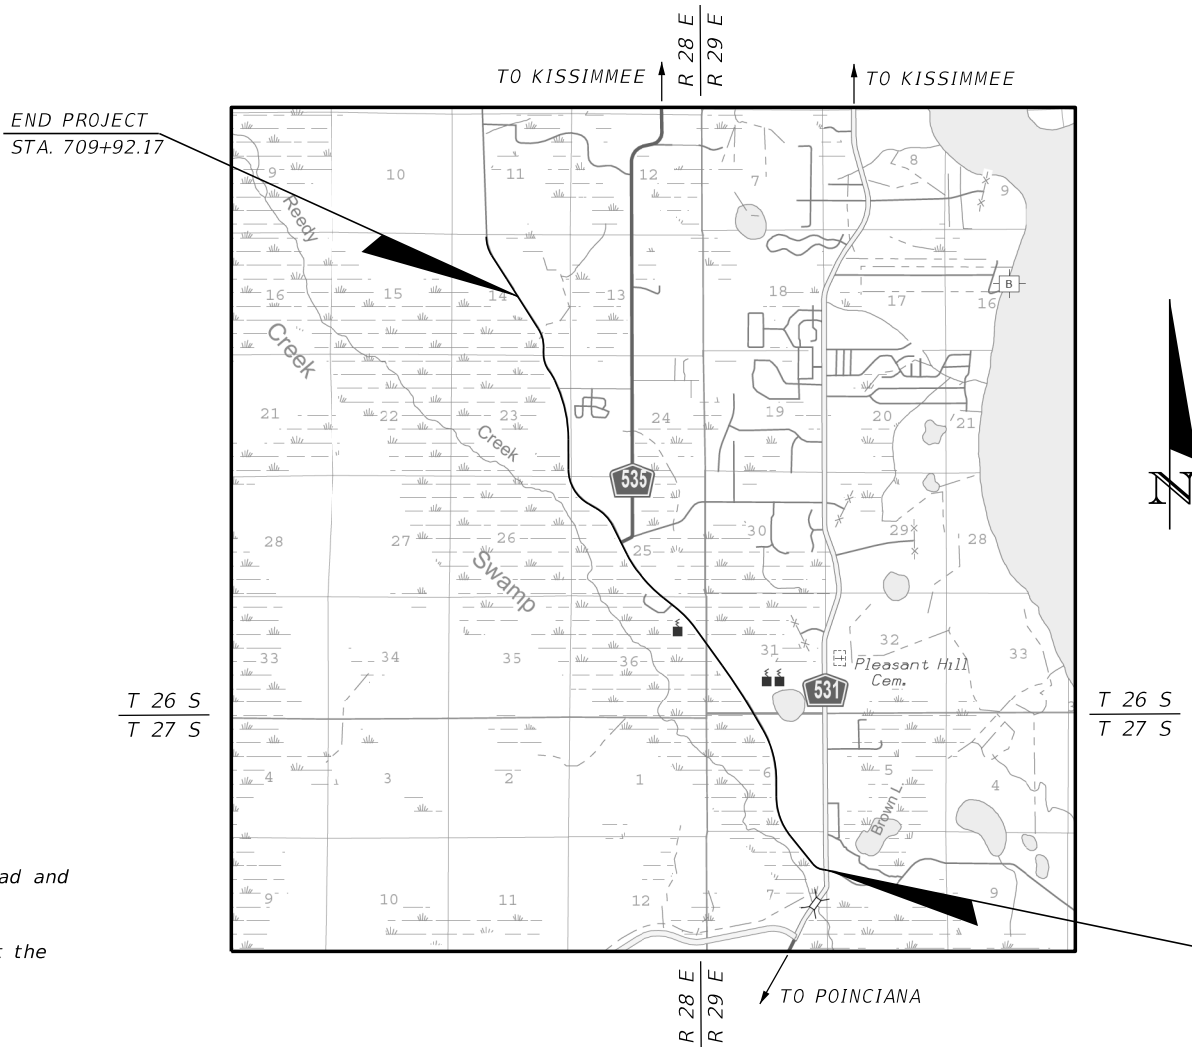 R 28 E
R 29 E
TO KISSIMMEE
TO KISSIMMEE
END PROJECT
STA. 709+92.17
9
10
11
12
7
8
9
Reedy
16
15
14
13
18
17
16
B
Creek
21
22
23
24
19
20
21
Creek
535
N
28
27
26
25
30
29
28
Swamp
33
34
35
36
31
32
33
Pleasant Hill
Cem.
531
T 26 S
T 27 S
T 26 S
T 27 S
4
3
2
1
6
5
4
Brown L
ad and
9
10
11
12
7
9
the
R 28 E
R 29 E
TO POINCIANA